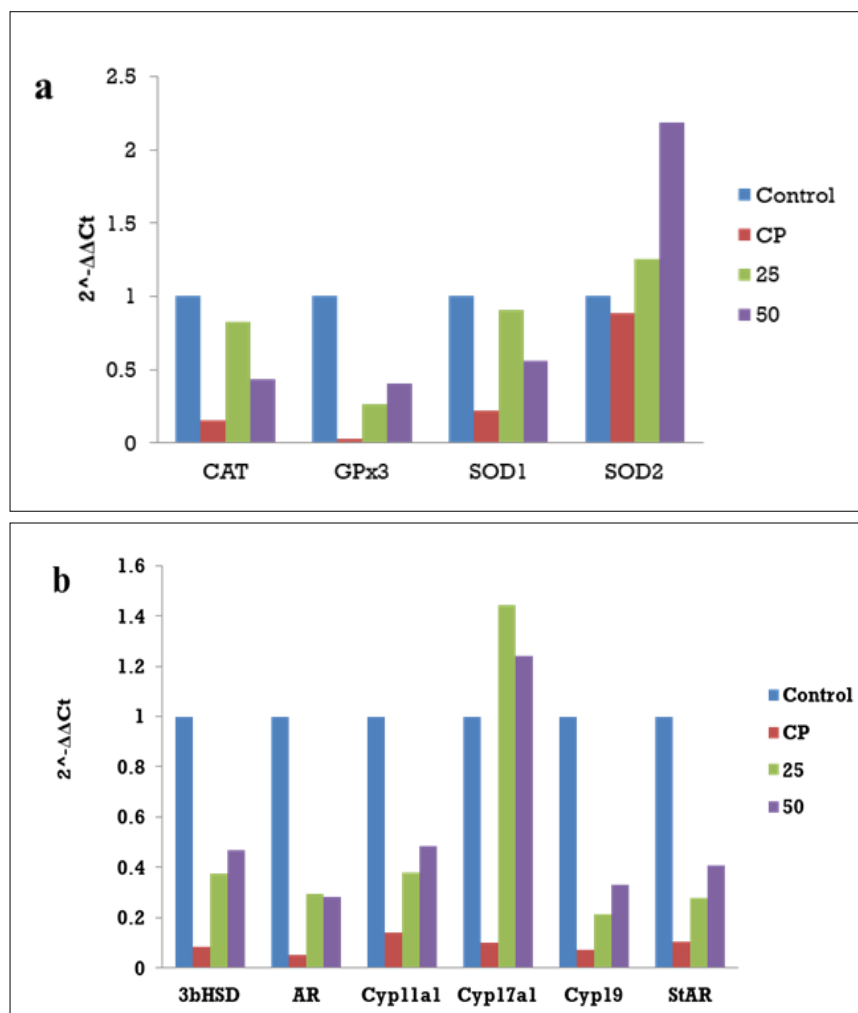 a
2.5
2
1.5
1
0.5
0
2^-ΔΔCt
CAT GPx3 SOD1 SOD2
Control
CP
25
50
b
1.6
1.4
1.2
1
0.8
0.6
0.4
0.2
0
2^-ΔΔCt
3bHSD AR Cyp11a1 Cyp17a1 Cyp19 StAR
Control
CP
25
50